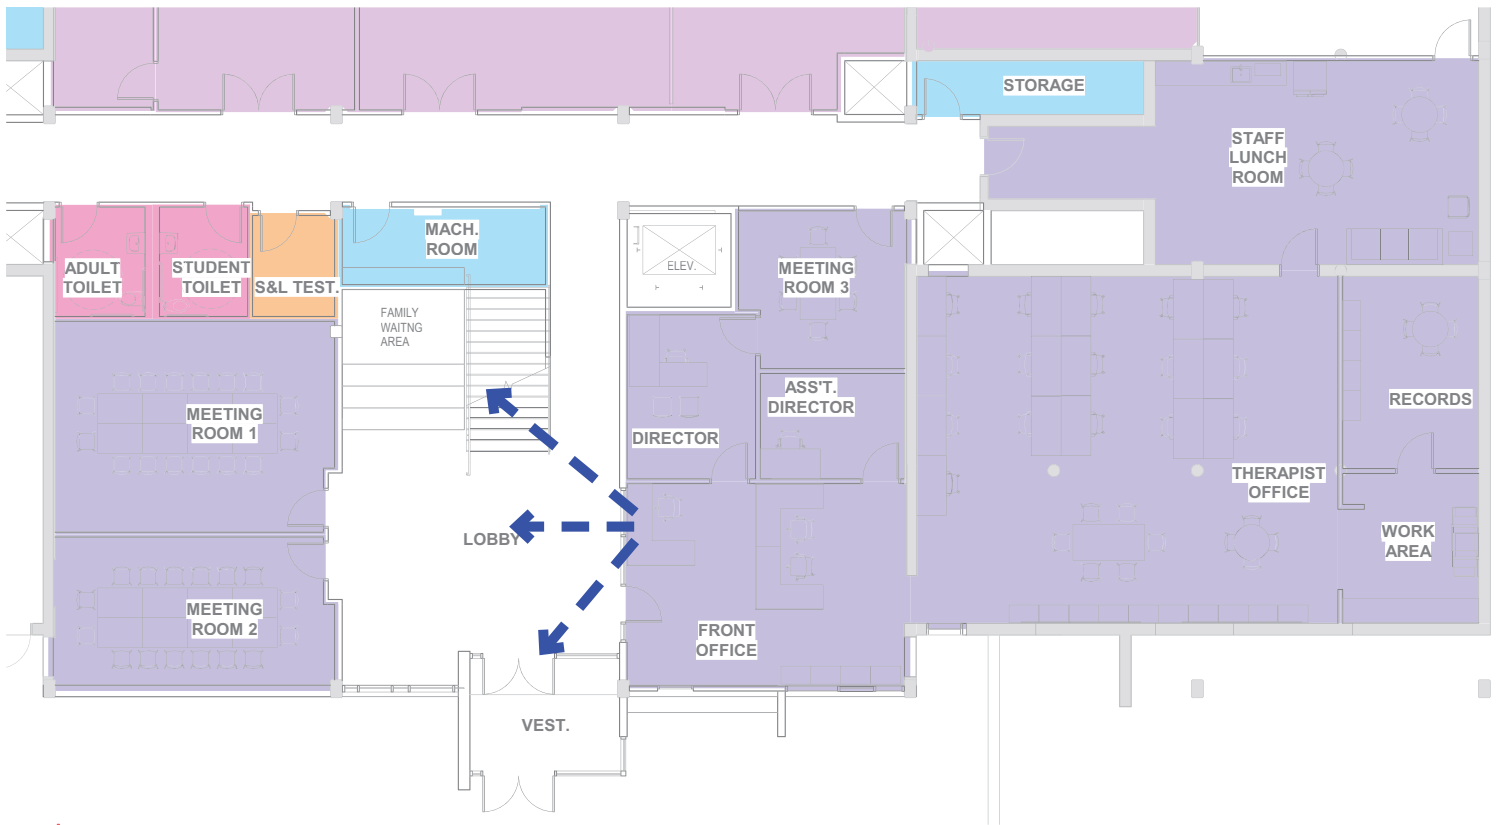 STORAGE
STAFF
LUNCH
ROOM
MACH.
ROOM
ADULT
TOILET
STUDENT
TOILET
S&L TEST.
ELEV.
MEETING
ROOM 3
FAMILY
WAITNG
AREA
ASS'T.
DIRECTOR
RECORDS
MEETING
ROOM 1
DIRECTOR
THERAPIST
OFFICE
LOBBY
WORK
AREA
MEETING
ROOM 2
FRONT
OFFICE
VEST.